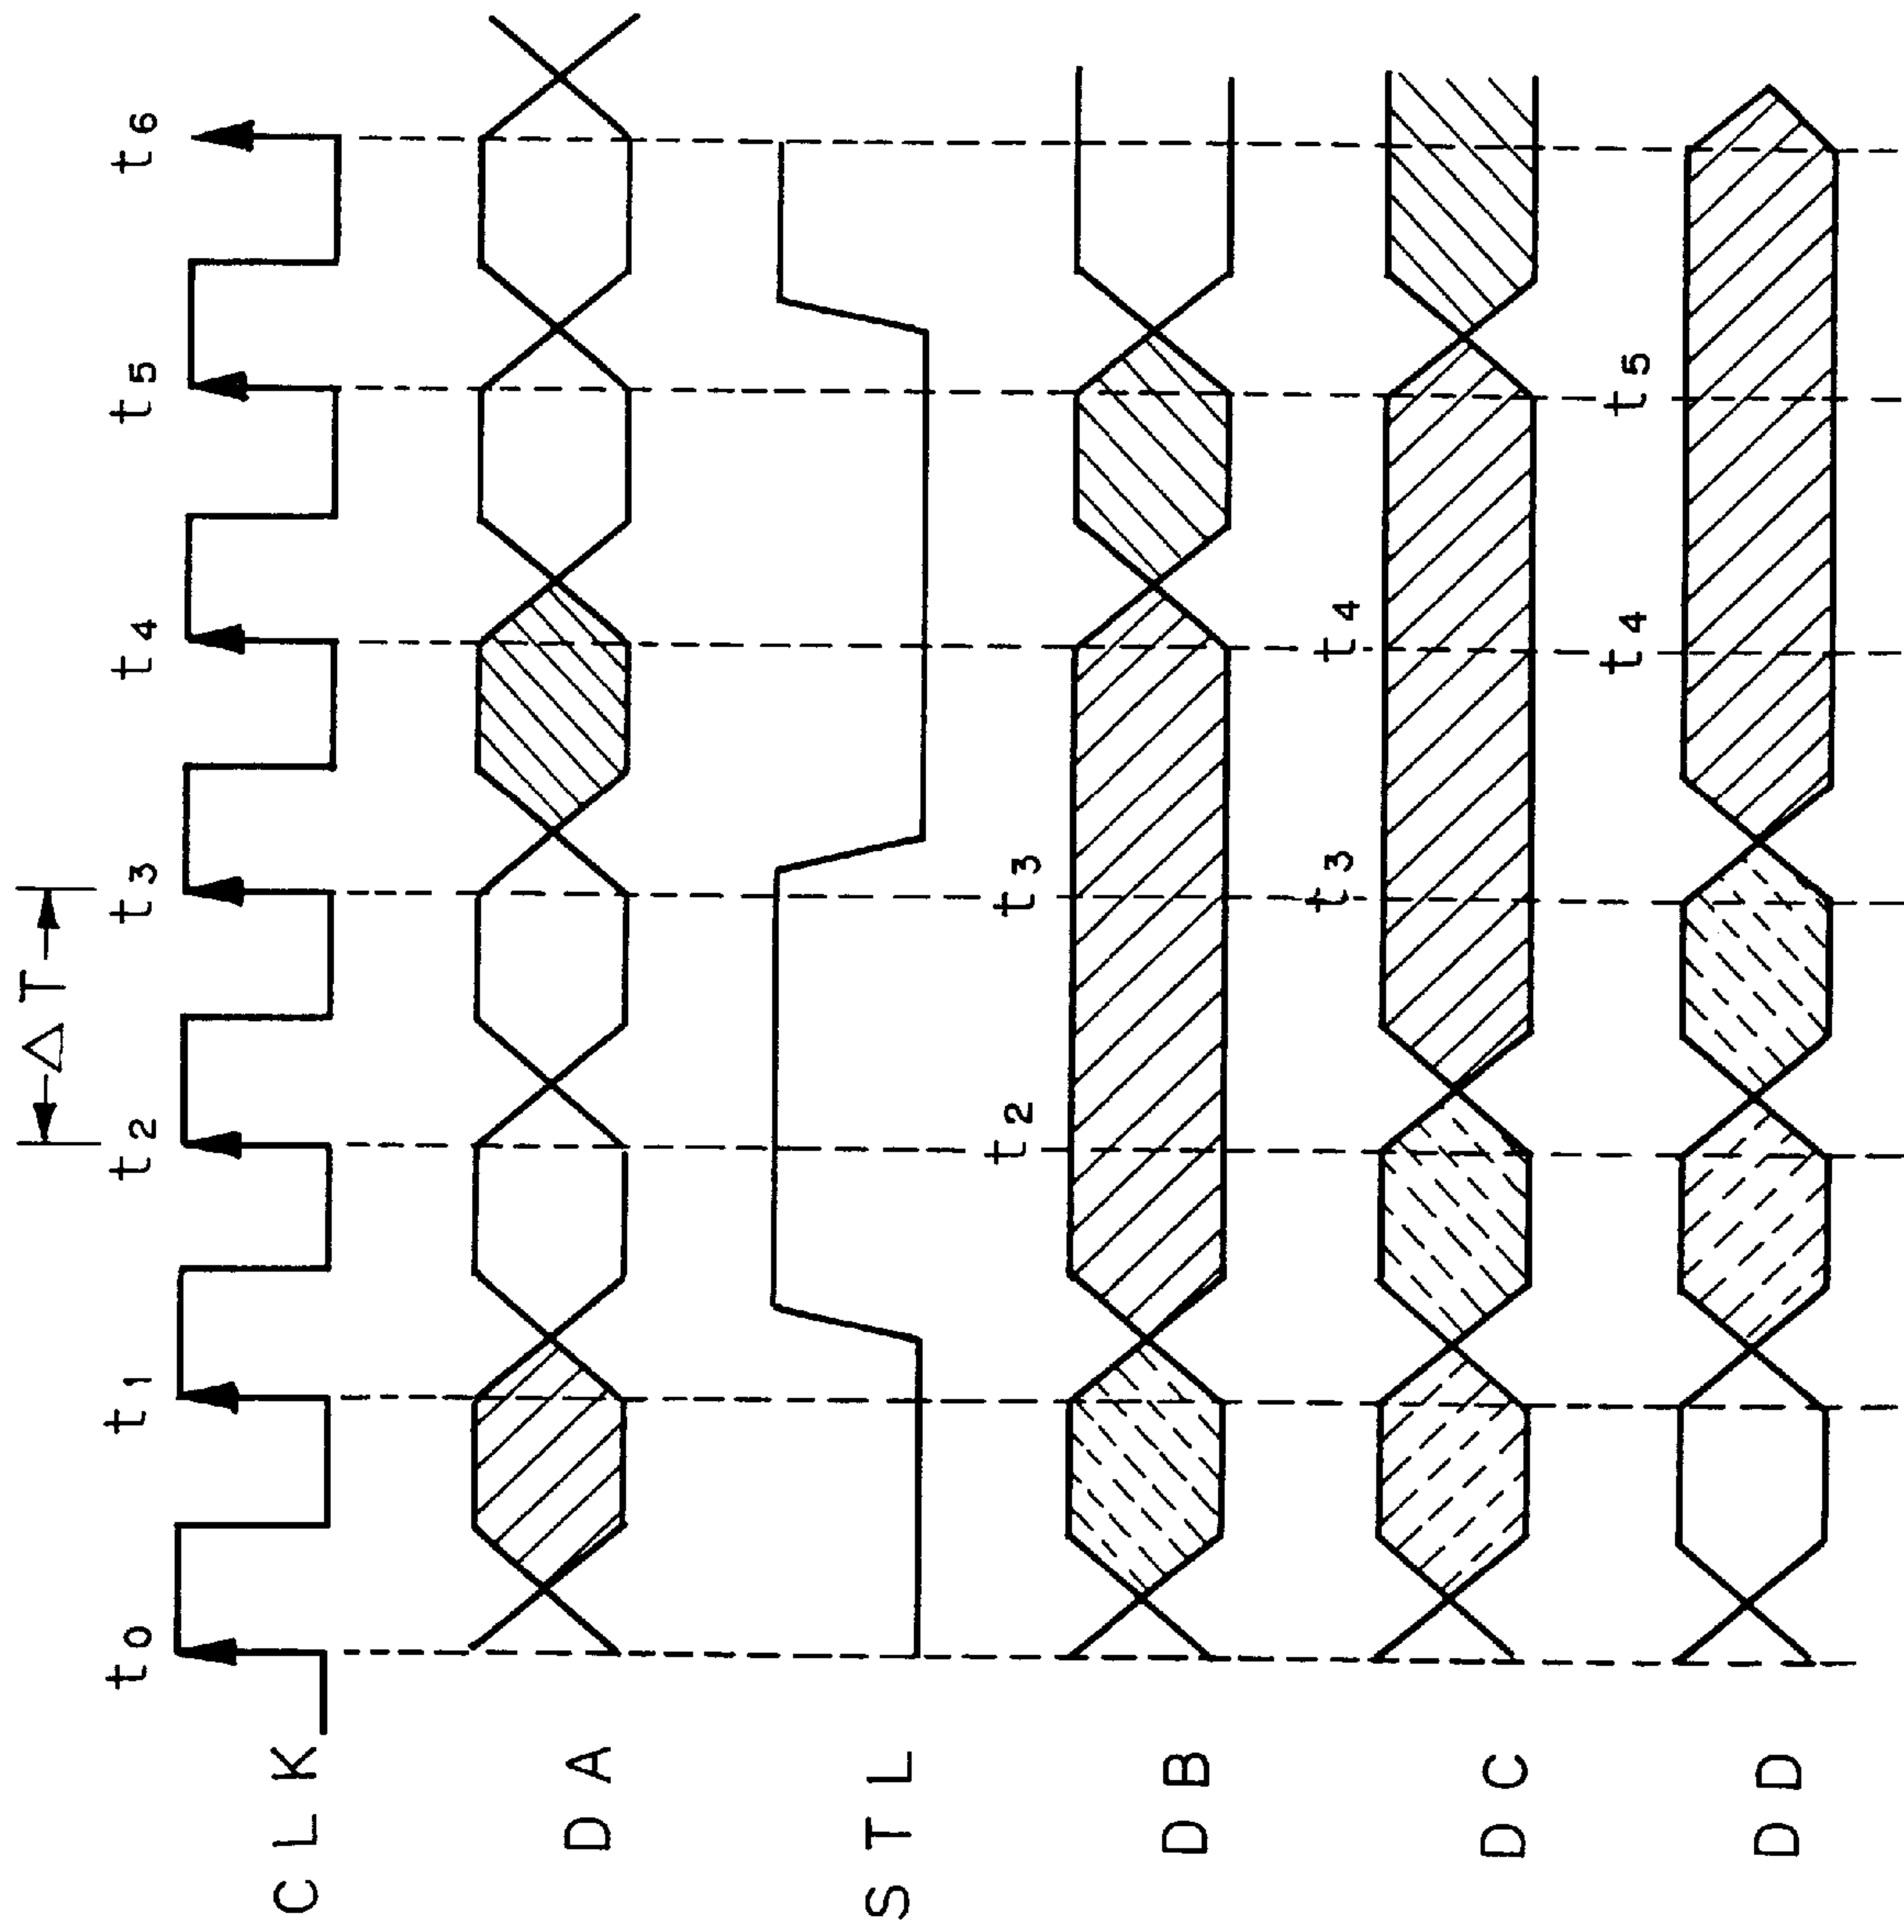 △T
t0 t1 t2 t3 t4 t5 t6
CLK
DA
STL
t2 t3
DB
t3 t4
DC
t4 t5
DD